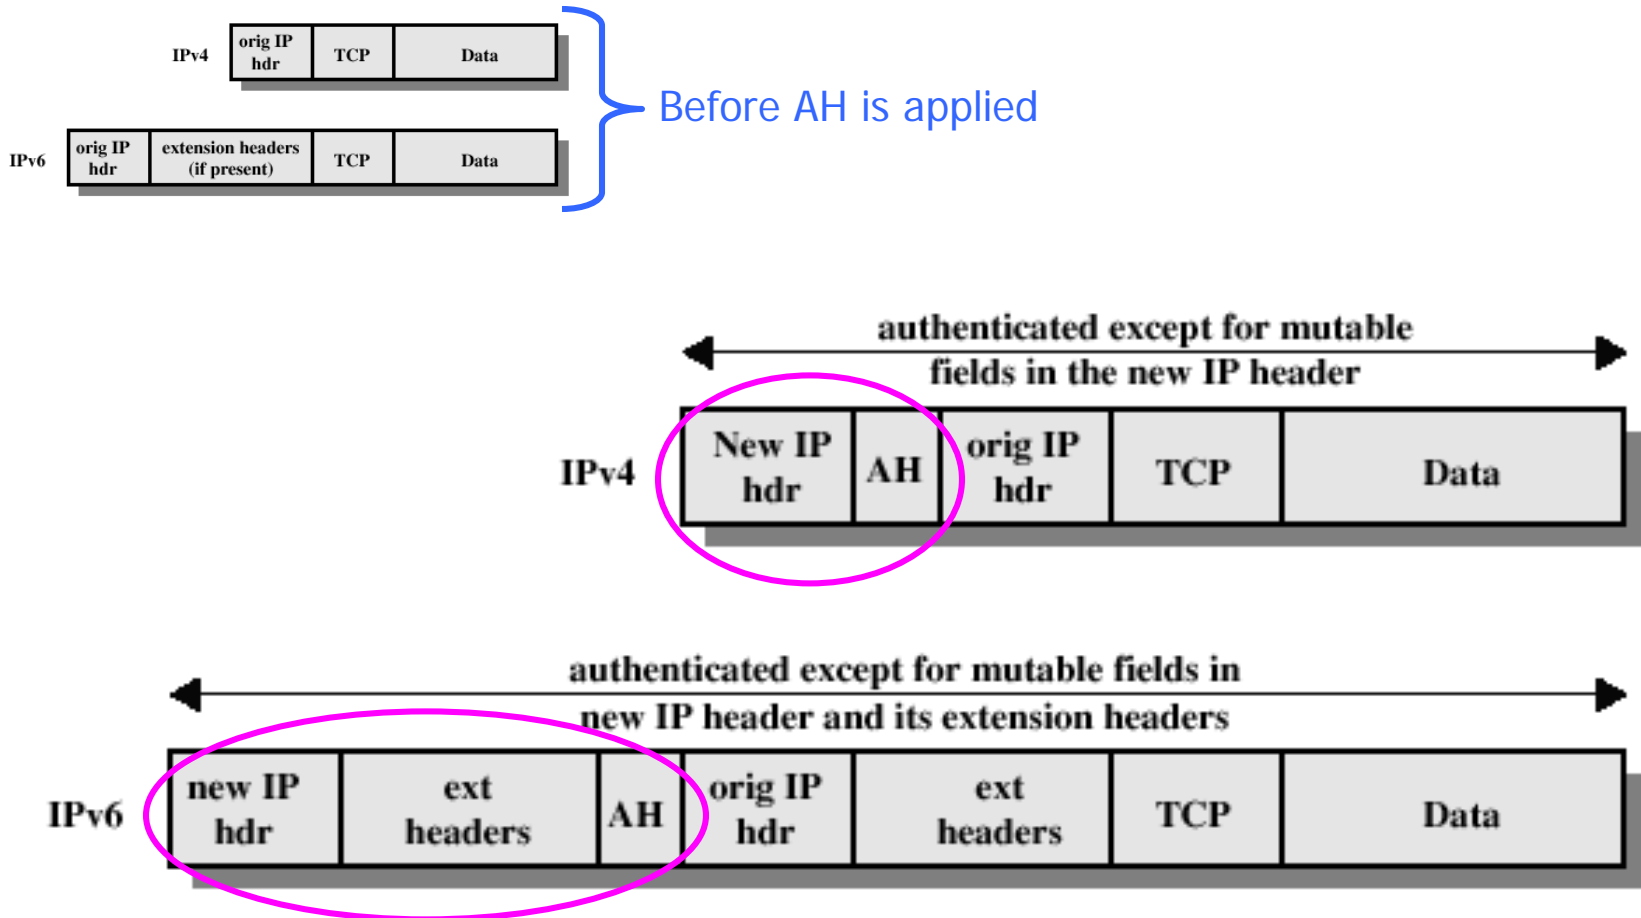 IPv4
orig IP
hdr
TCP
Data
Before AH is applied
IPv6
orig IP
hdr
extension headers
(if present)
TCP
Data
authenticated except for mutable
fields in the new IP header
IPv4
New IP
hdr
AH
orig IP
hdr
TCP
Data
authenticated except for mutable fields in
new IP header and its extension headers
IPv6
new IP
hdr
ext
headers
AH
orig IP
hdr
ext
headers
TCP
Data